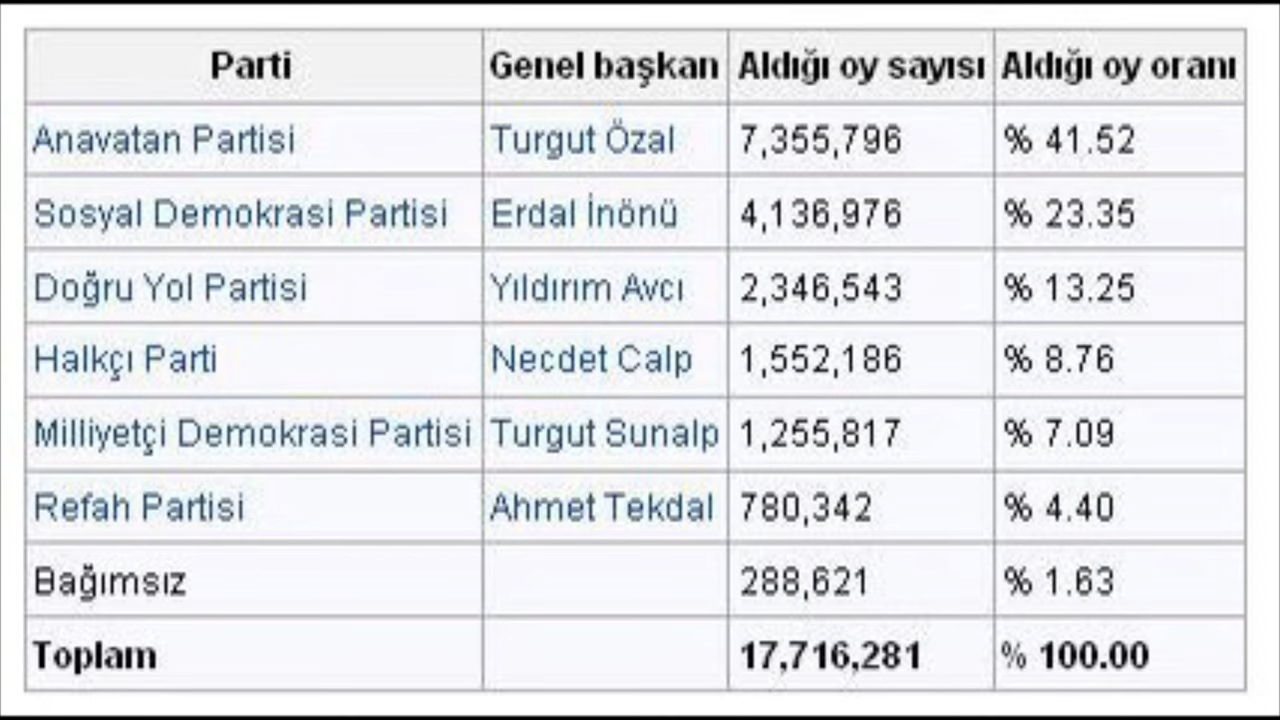 Parti Genel başkan Aldığı oy sayısı Aldığı oy oranı
Anavatan Partisi Turgut Özal 7,355,796 % 41.52
Sosyal Demokrasi Partisi Erdal İnönü 4,136,976 % 23.35
Doğru Yol Partisi Yıldırım Avcı 2,346,543 % 13.25
Halkçı Parti Necdet Calp 1,552,186 % 8.76
Milliyetçi Demokrasi Partisi Turgut Sunalp 1,255,817 % 7.09
Refah Partisi Ahmet Tekdal 780,342 % 4.40
Bağımsız 288,621 % 1.63
Toplam 17,716,281 % 100.00